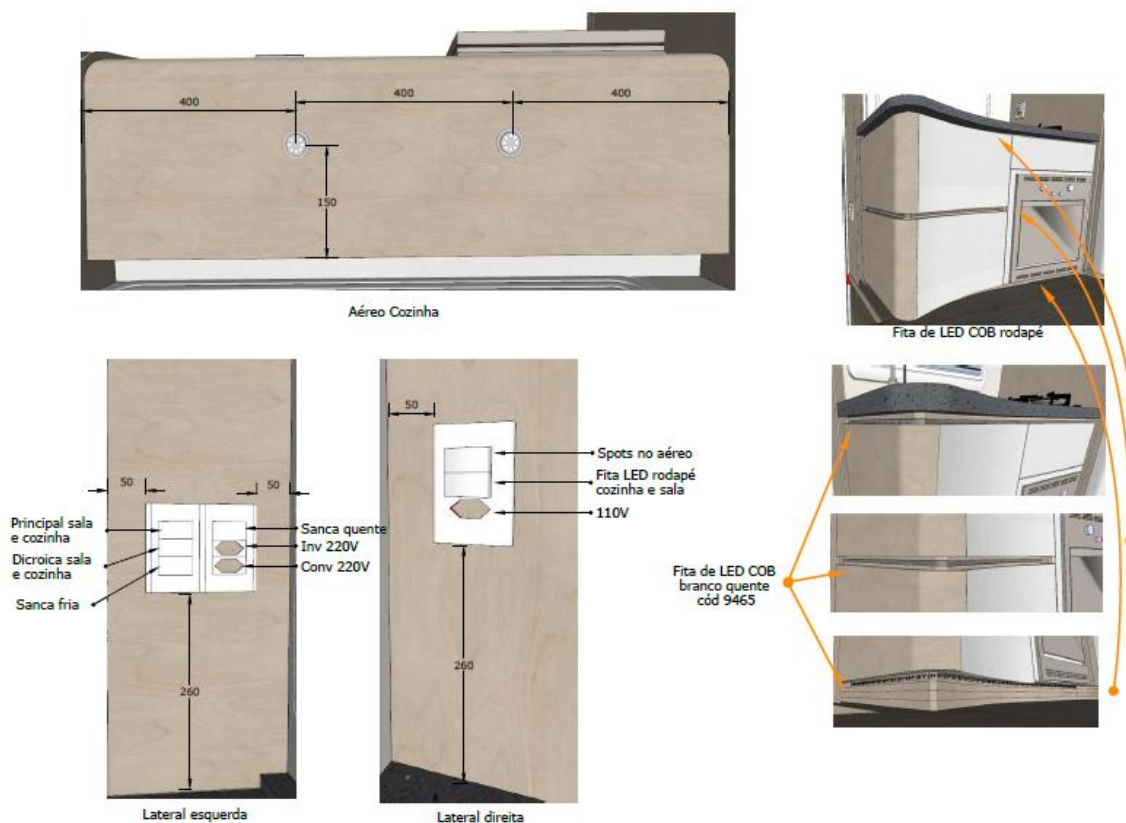 400
400
400
150
Aéreo Cozinha
Fita de LED COB rodapé
50
50
Principal sala
e cozinha
Dicroica sala
e cozinha
Sanca fria
Sanca quente
Inv 220V
Conv 220V
260
Lateral esquerda
50
Spots no aéreo
Fita LED rodapé
cozinha e sala
110V
260
Lateral direita
Fita de LED COB
branco quente
cód 9465